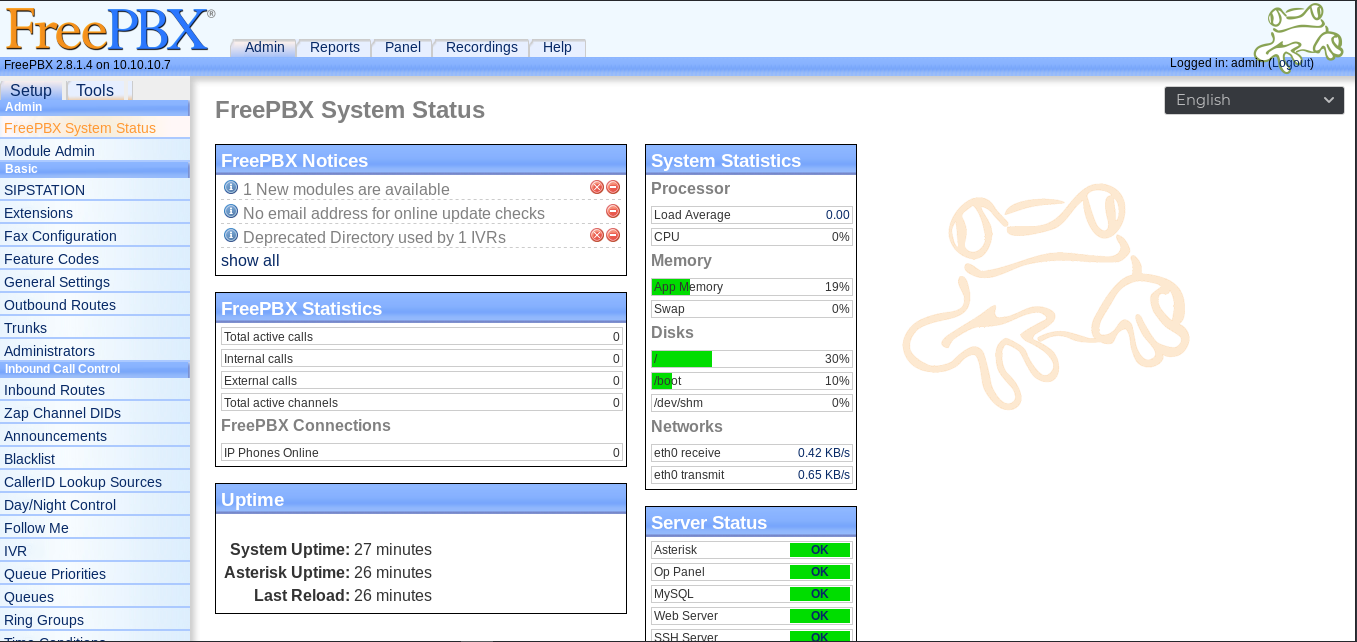 FreePBX®
Admin Reports Panel Recordings Help
FreePBX 2.8.1.4 on 10.10.10.7
Logged in: admin (Logout)
Setup Tools
English
Admin
FreePBX System Status
Module Admin
Basic
SIPSTATION
Extensions
Fax Configuration
Feature Codes
General Settings
Outbound Routes
Trunks
Administrators
Inbound Call Control
Inbound Routes
Zap Channel DIDs
Announcements
Blacklist
CallerID Lookup Sources
Day/Night Control
Follow Me
IVR
Queue Priorities
Queues
Ring Groups
Time Conditions
FreePBX System Status
FreePBX Notices
1 New modules are available
No email address for online update checks
Deprecated Directory used by 1 IVRs
show all
FreePBX Statistics
Total active calls 0
Internal calls 0
External calls 0
Total active channels 0
FreePBX Connections
IP Phones Online 0
Uptime
System Uptime: 27 minutes
Asterisk Uptime: 26 minutes
Last Reload: 26 minutes
System Statistics
Processor
Load Average 0.00
CPU 0%
Memory
App Memory 19%
Swap 0%
Disks
/ 30%
/boot 10%
/dev/shm 0%
Networks
eth0 receive 0.42 KB/s
eth0 transmit 0.65 KB/s
Server Status
Asterisk OK
Op Panel OK
MySQL OK
Web Server OK
SSH Server OK